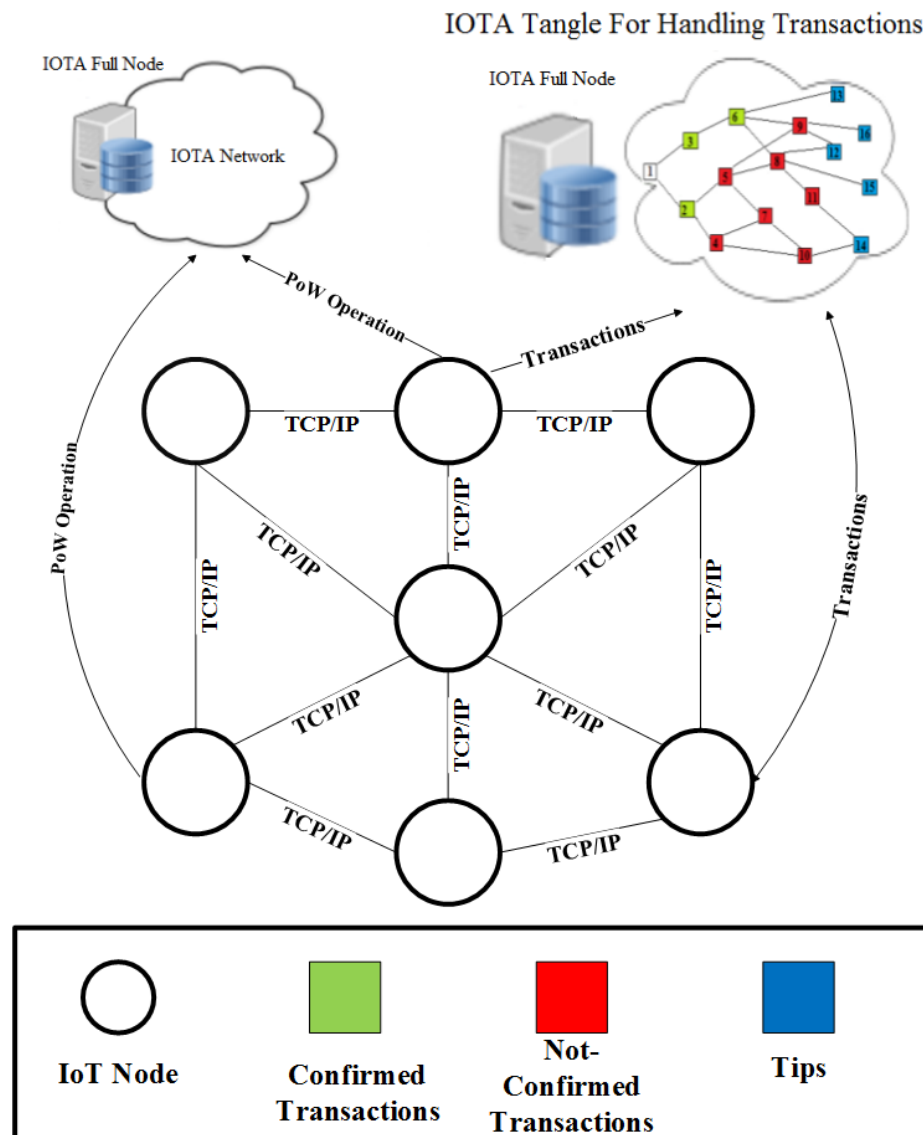 IOTA Tangle For Handling Transactions
IOTA Full Node
IOTA Full Node
IOTA Network
13
6
9
16
3
12
8
1
5
15
11
2
7
4
10
14
PoW Operation
Transactions
TCP/IP
TCP/IP
TCP/IP
PoW Operation
TCP/IP
TCP/IP
TCP/IP
TCP/IP
Transactions
TCP/IP
TCP/IP
TCP/IP
TCP/IP
TCP/IP
IoT Node
Confirmed
Transactions
Not-
Confirmed
Transactions
Tips